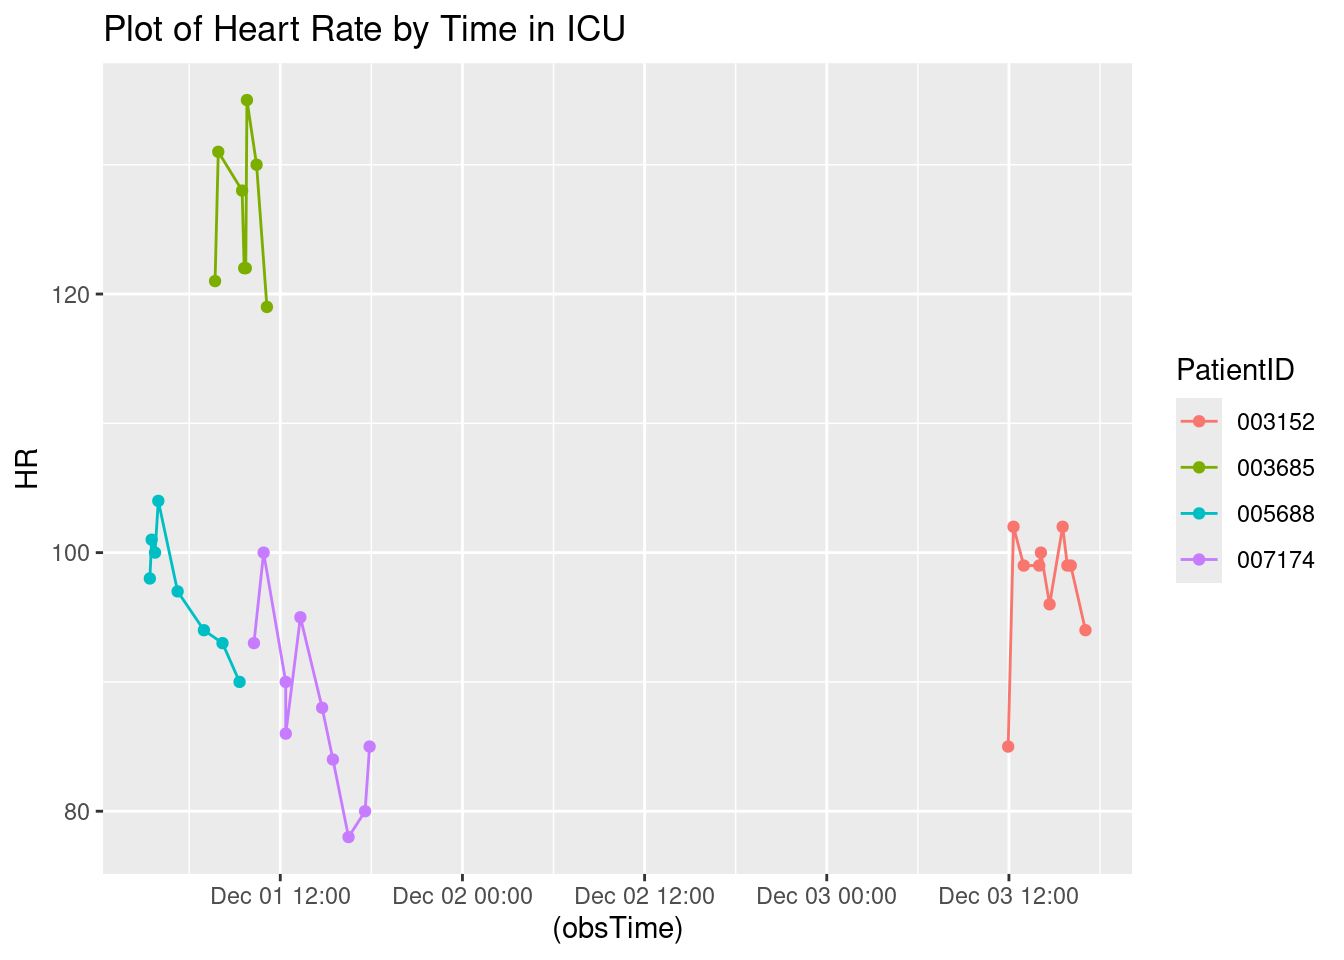 Plot of Heart Rate by Time in ICU
HR
120
100
80
Dec 01 12:00 Dec 02 00:00 Dec 02 12:00 Dec 03 00:00 Dec 03 12:00
(obsTime)
PatientID
003152
003685
005688
007174